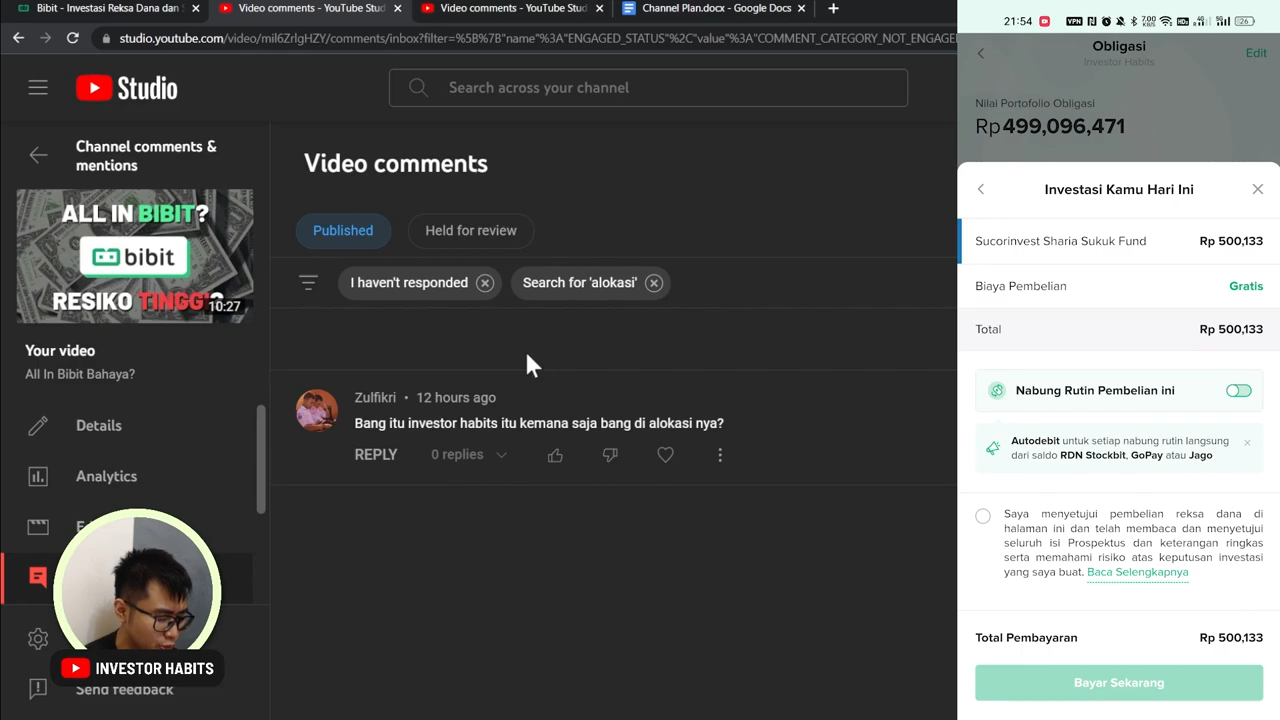 Bibit - Investasi Reksa Dana dan S
Video comments - YouTube Stud
Video comments - YouTube Stud
Channel Plan.docx - Google Docs
studio.youtube.com/video/mil6ZrlgHZY/comments/inbox?filter=%5B%7B"name"%3A"ENGAGED_STATUS"%2C"value"%3A"COMMENT_CATEGORY_NOT_ENGAGE
Studio
Search across your channel
Channel comments &
mentions
ALL IN BIBIT?
bibit
RESIKO TINGG
10:27
Your video
All In Bibit Bahaya?
Details
Analytics
Send feedback
INVESTOR HABITS
Video comments
Published
Held for review
I haven't responded
Search for 'alokasi'
Zulfikri • 12 hours ago
Bang itu investor habits itu kemana saja bang di alokasi nya?
REPLY
0 replies
21:54
VPN
7.00
KB/S
HD
4G
5G
26
Obligasi
Investor Habits
Edit
Nilai Portofolio Obligasi
Rp499,096,471
Investasi Kamu Hari Ini
Sucorinvest Sharia Sukuk Fund Rp 500,133
Biaya Pembelian Gratis
Total Rp 500,133
Nabung Rutin Pembelian ini
Autodebit untuk setiap nabung rutin langsung
dari saldo RDN Stockbit, GoPay atau Jago
Saya menyetujui pembelian reksa dana di
halaman ini dan telah membaca dan menyetujui
seluruh isi Prospektus dan keterangan ringkas
serta memahami risiko atas keputusan investasi
yang saya buat. Baca Selengkapnya
Total Pembayaran Rp 500,133
Bayar Sekarang